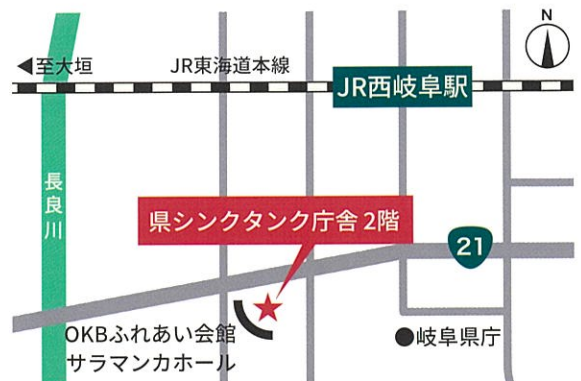 N
◀至大垣
JR東海道本線
JR西岐阜駅
長良川
県シンクタンク庁舎 2階
21
OKBふれあい会館
サラマンカホール
●岐阜県庁